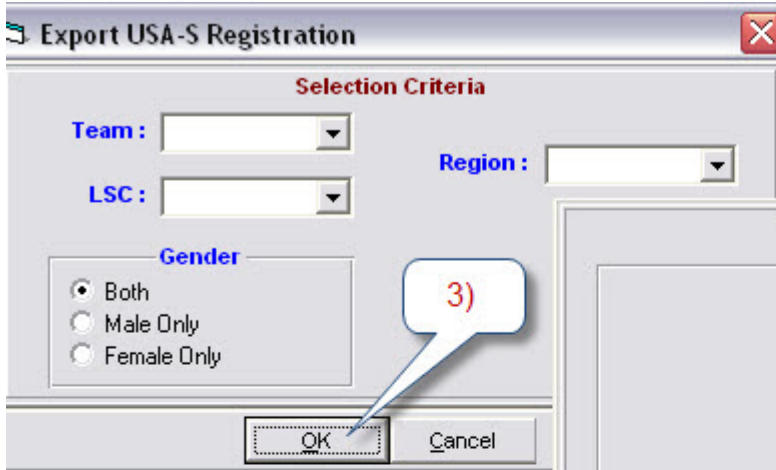 Export USA-S Registration
Selection Criteria
Team :
Region :
LSC :
Gender
Both
Male Only
Female Only
3)
OK
Cancel